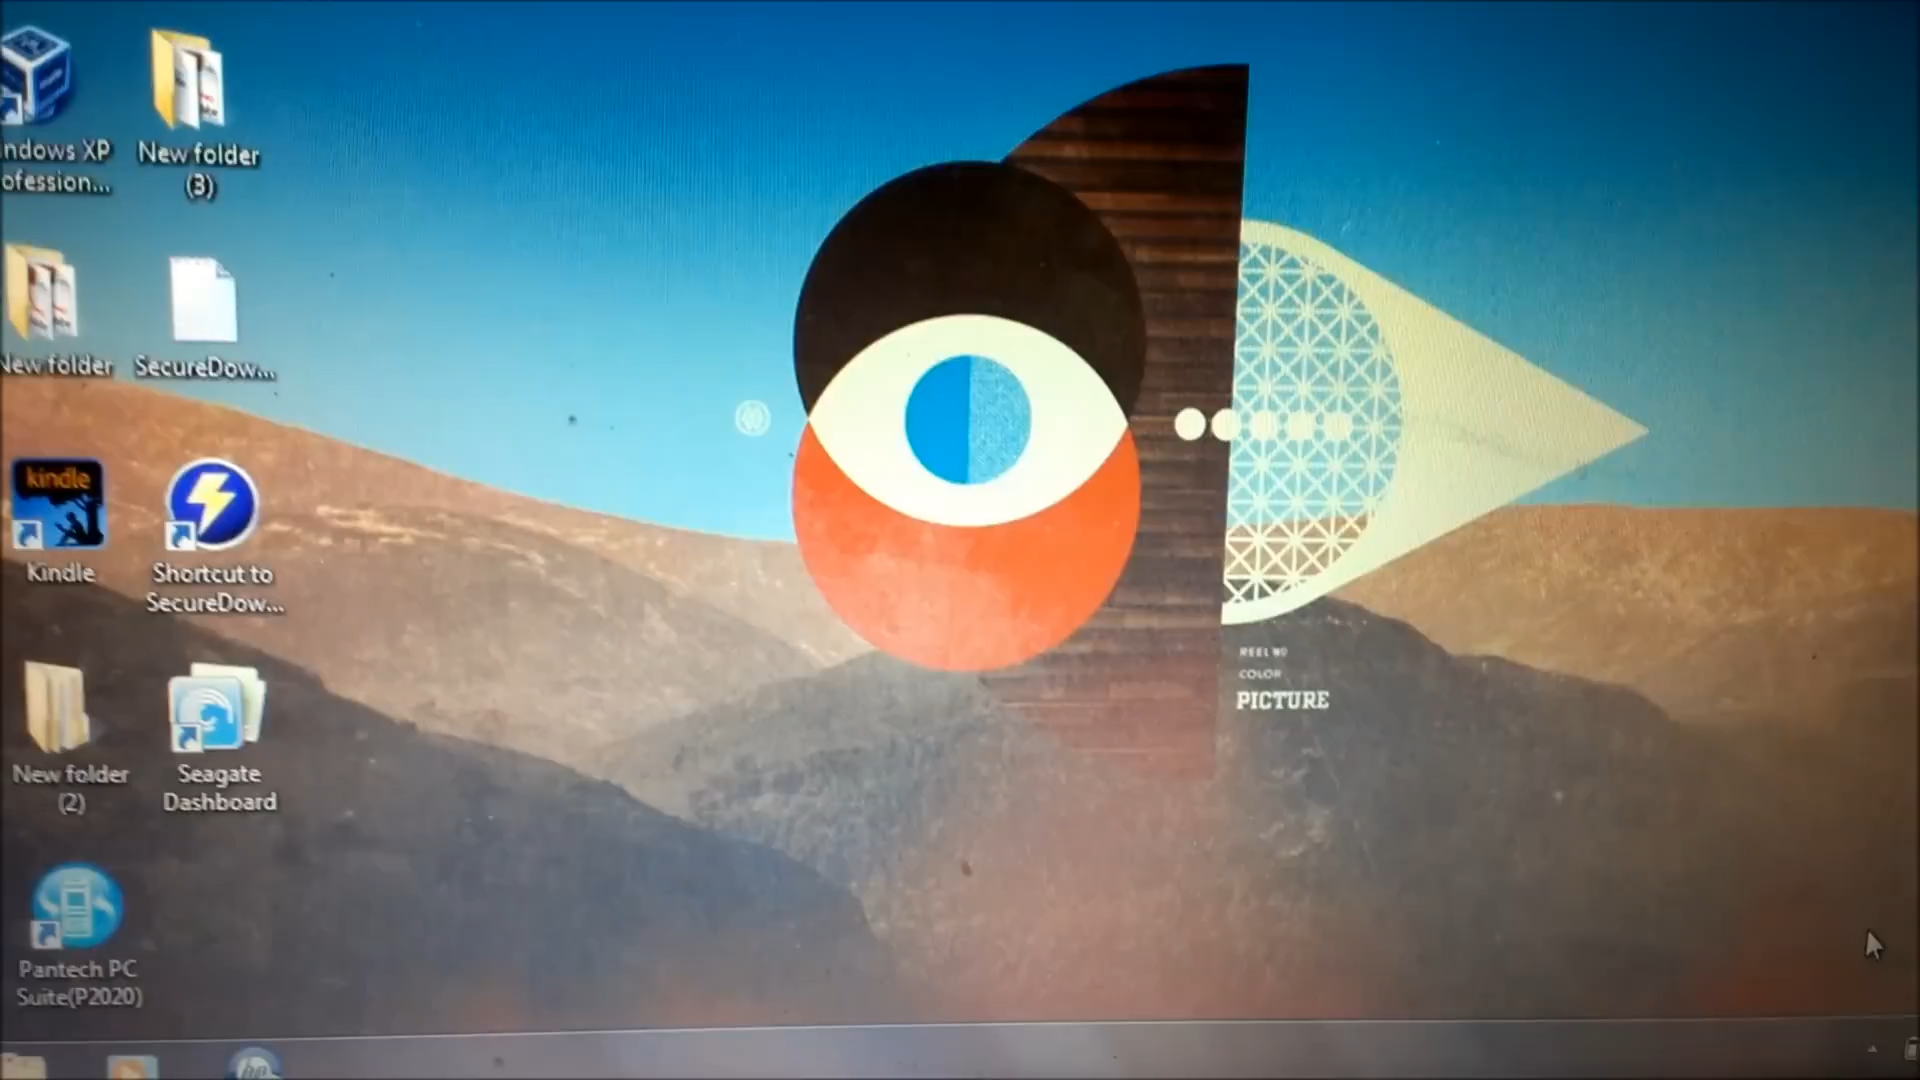 ndows XP
ofession...
New folder
(3)
New folder
SecureDow...
kindle
Kindle
Shortcut to
SecureDow...
New folder
(2)
Seagate
Dashboard
Pantech PC
Suite(P2020)
COLOR
PICTURE
hp